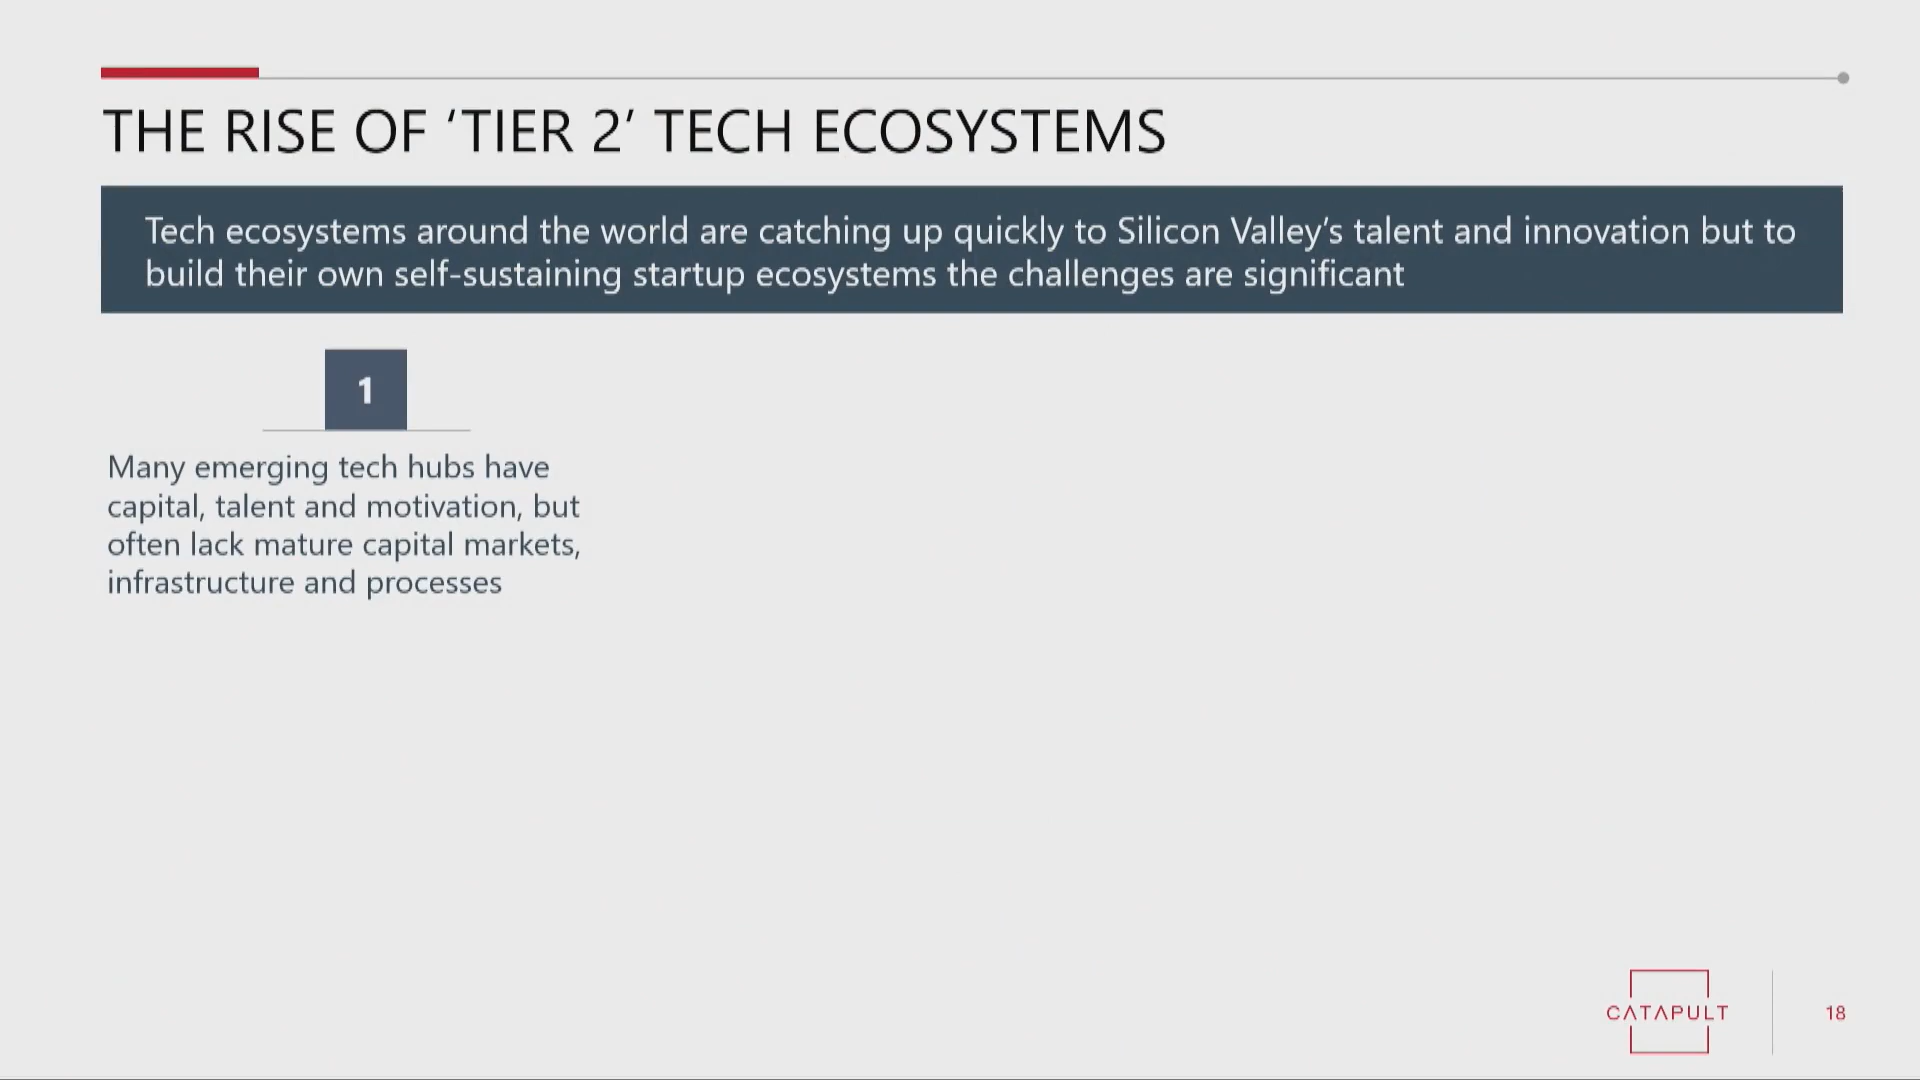 THE RISE OF ‘TIER 2’ TECH ECOSYSTEMS
Tech ecosystems around the world are catching up quickly to Silicon Valley’s talent and innovation but to
build their own self-sustaining startup ecosystems the challenges are significant
1
Many emerging tech hubs have
capital, talent and motivation, but
often lack mature capital markets,
infrastructure and processes
CATAPULT
18